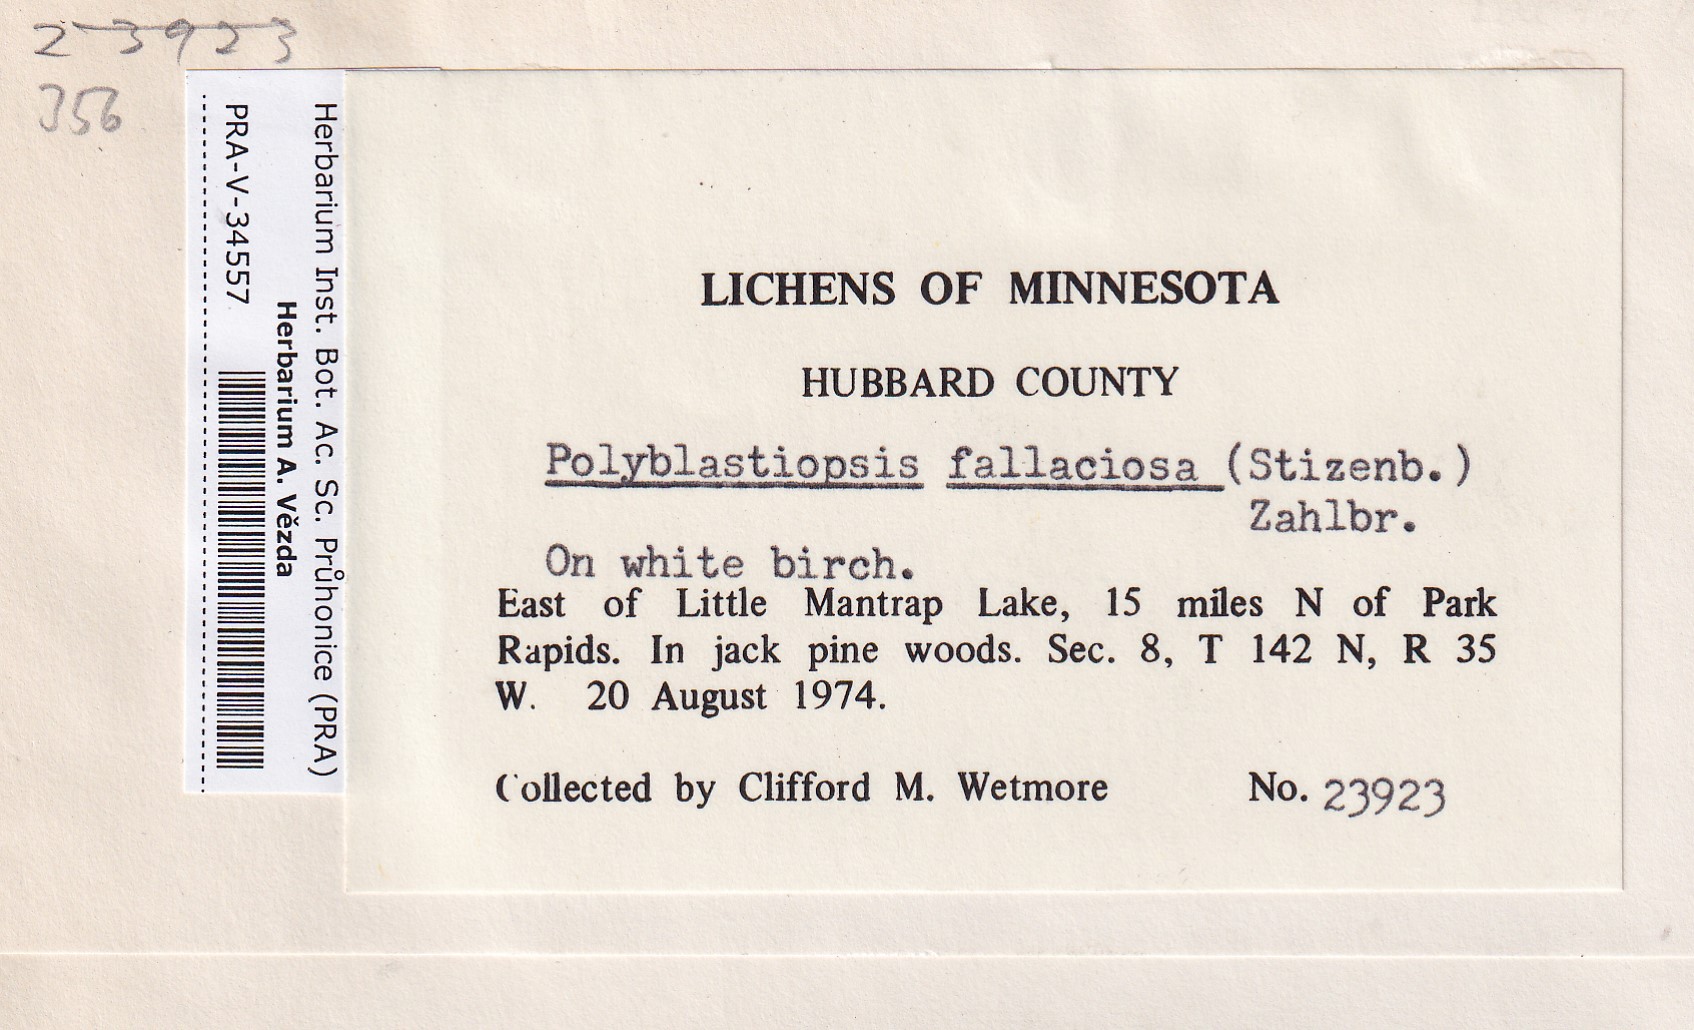 23923
356
Herbarium Inst. Bot. Ac. Sc. Průhonice (PRA)
Herbarium A. Vězda
PRA-V-34557
LICHENS OF MINNESOTA
HUBBARD COUNTY
Polyblastiopsis fallaciosa (Stizenb.)
Zahlbr.
On white birch.
East of Little Mantrap Lake, 15 miles N of Park
Rapids. In jack pine woods. Sec. 8, T 142 N, R 35
W. 20 August 1974.
Collected by Clifford M. Wetmore No. 23923